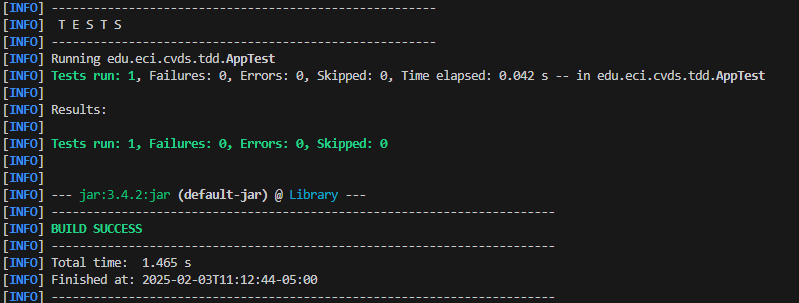 [INFO] -------------------------------------------------------
[INFO]  T E S T S
[INFO] -------------------------------------------------------
[INFO] Running edu.eci.cvds.tdd.AppTest
[INFO] Tests run: 1, Failures: 0, Errors: 0, Skipped: 0, Time elapsed: 0.042 s -- in edu.eci.cvds.tdd.AppTest
[INFO]
[INFO] Results:
[INFO]
[INFO] Tests run: 1, Failures: 0, Errors: 0, Skipped: 0
[INFO]
[INFO]
[INFO] --- jar:3.4.2:jar (default-jar) @ Library ---
[INFO] ------------------------------------------------------------------------
[INFO] BUILD SUCCESS
[INFO] ------------------------------------------------------------------------
[INFO] Total time:  1.465 s
[INFO] Finished at: 2025-02-03T11:12:44-05:00
[INFO] ------------------------------------------------------------------------